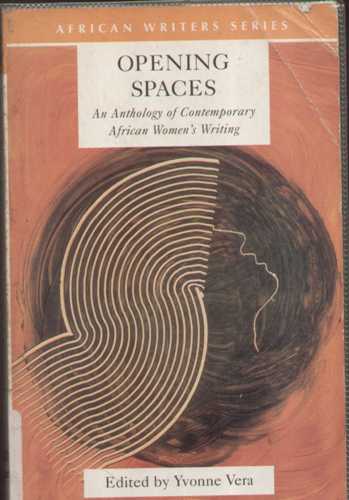 AFRICAN WRITERS SERIES
OPENING
SPACES
An Anthology of Contemporary
African Women's Writing
Edited by Yvonne Vera